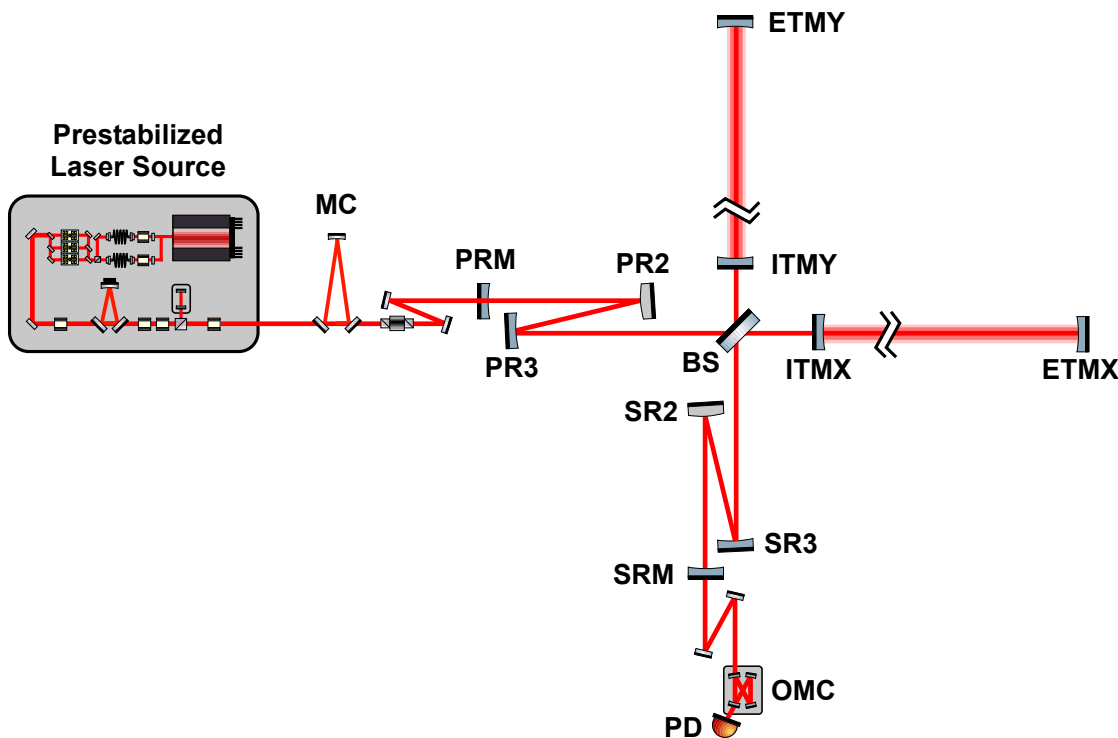 ETMY
Prestabilized
Laser Source
MC
PRM
PR2
ITMY
PR3
BS
ITMX
ETMX
SR2
SR3
SRM
OMC
PD